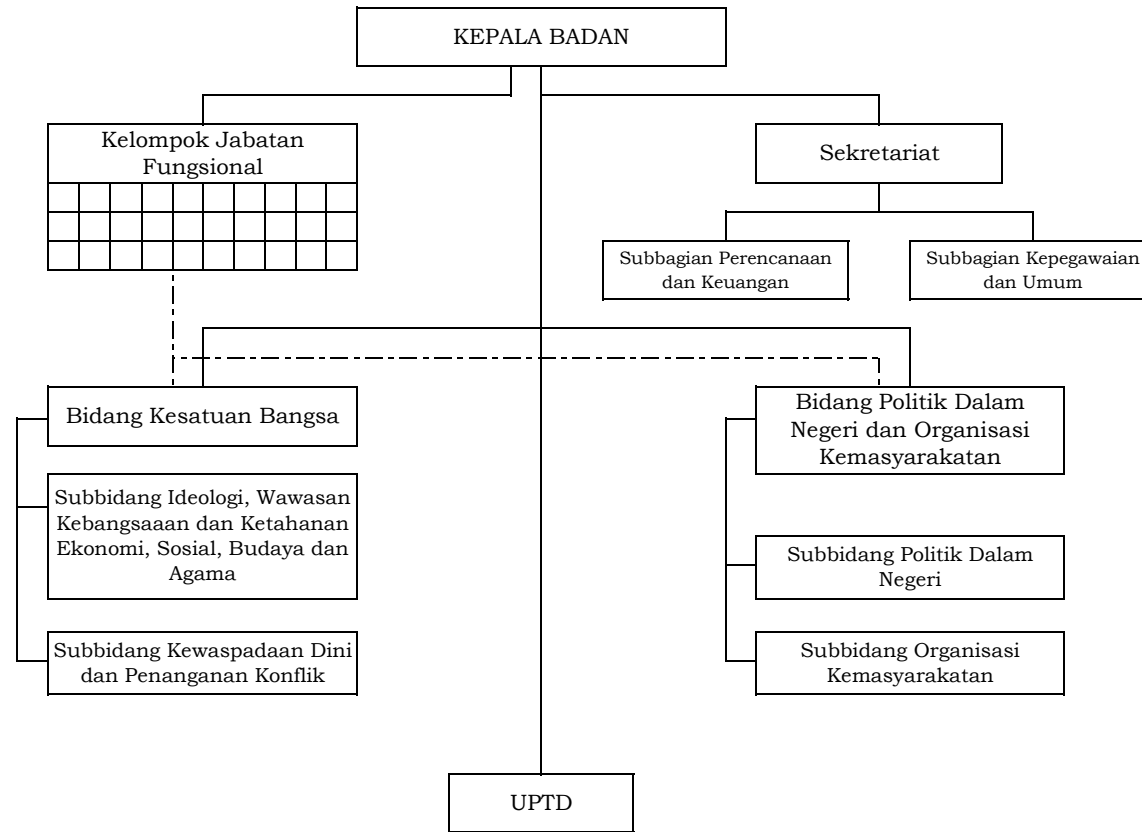 KEPALA BADAN
Kelompok Jabatan
Fungsional
Sekretariat
Subbagian Perencanaan
dan Keuangan
Subbagian Kepegawaian
dan Umum
Bidang Kesatuan Bangsa
Subbidang Ideologi, Wawasan
Kebangsaaan dan Ketahanan
Ekonomi, Sosial, Budaya dan
Agama
Subbidang Kewaspadaan Dini
dan Penanganan Konflik
Bidang Politik Dalam
Negeri dan Organisasi
Kemasyarakatan
Subbidang Politik Dalam
Negeri
Subbidang Organisasi
Kemasyarakatan
UPTD